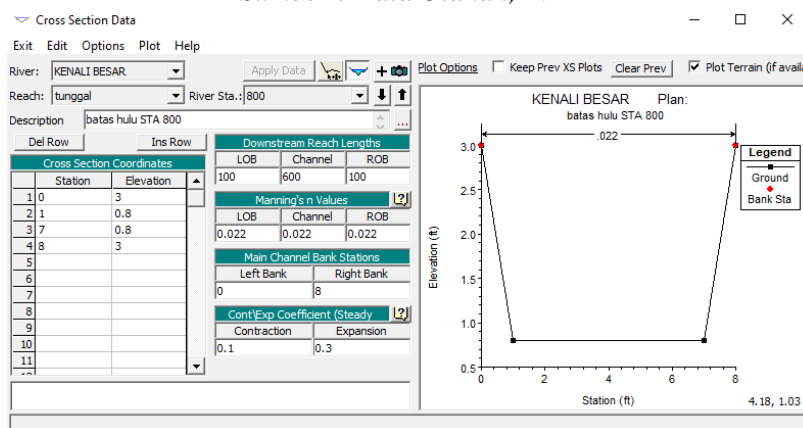 Cross Section Data
Exit Edit Options Plot Help
River: KENALI BESAR
Apply Data
Plot Options Keep Prev XS Plots Clear Prev Plot Terrain (if availa
Reach: tunggal River Sta.: 800
Description batas hulu STA 800 ...
Del Row Ins Row
Cross Section Coordinates
Station Elevation
1 0 3
2 1 0.8
3 7 0.8
4 8 3
5
6
7
8
9
10
11
Downstream Reach Lengths
LOB Channel ROB
100 600 100
Manning's n Values
LOB Channel ROB
0.022 0.022 0.022
Main Channel Bank Stations
Left Bank Right Bank
0 8
Cont\Exp Coefficient (Steady
Contraction Expansion
0.1 0.3
KENALI BESAR Plan:
batas hulu STA 800
.022
3.0
2.5
2.0
1.5
1.0
0.5
Elevation (ft)
0 2 4 6 8
Station (ft)
Legend
Ground
Bank Sta
4.18, 1.03